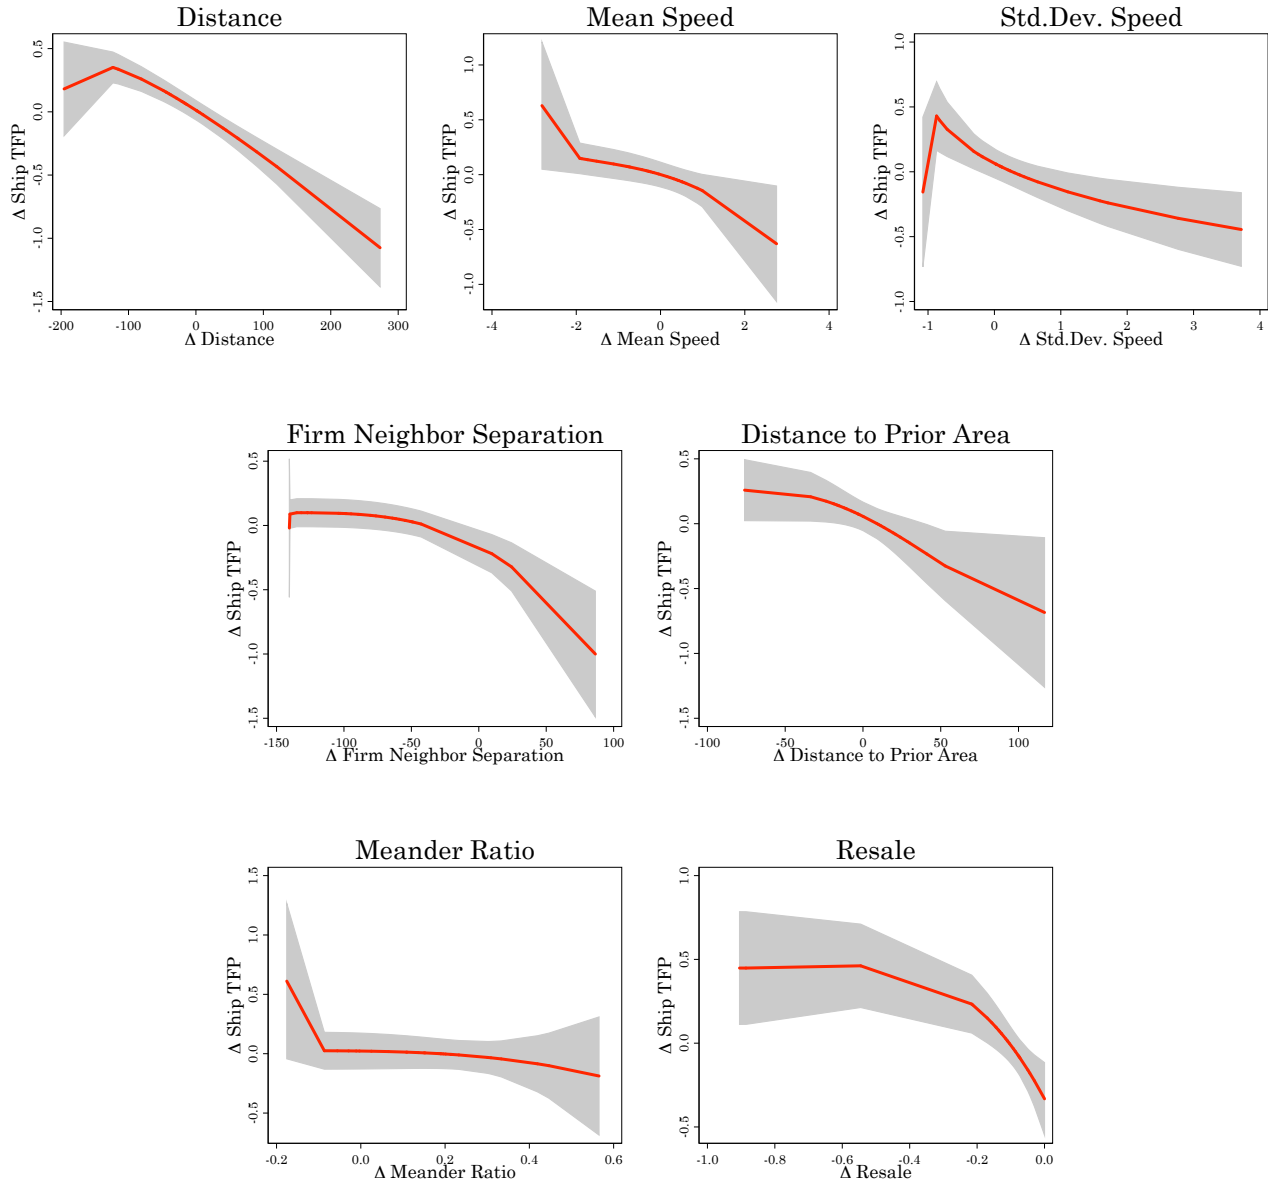 Distance
Δ Ship TFP
0.5
0.0
-0.5
-1.0
-1.5
-200 -100 0 100 200 300
Δ Distance
Mean Speed
Δ Ship TFP
1.0
0.5
0.0
-0.5
-1.0
-4 -2 0 2 4
Δ Mean Speed
Std.Dev. Speed
Δ Ship TFP
1.0
0.5
0.0
-0.5
-1.0
-1 0 1 2 3 4
Δ Std.Dev. Speed
Firm Neighbor Separation
Δ Ship TFP
0.5
0.0
-0.5
-1.0
-1.5
-150 -100 -50 0 50 100
Δ Firm Neighbor Separation
Distance to Prior Area
Δ Ship TFP
0.5
0.0
-0.5
-1.0
-1.5
-100 -50 0 50 100
Δ Distance to Prior Area
Meander Ratio
Δ Ship TFP
1.5
1.0
0.5
0.0
-0.5
-0.2 0.0 0.2 0.4 0.6
Δ Meander Ratio
Resale
Δ Ship TFP
1.0
0.5
0.0
-0.5
-1.0 -0.8 -0.6 -0.4 -0.2 0.0
Δ Resale